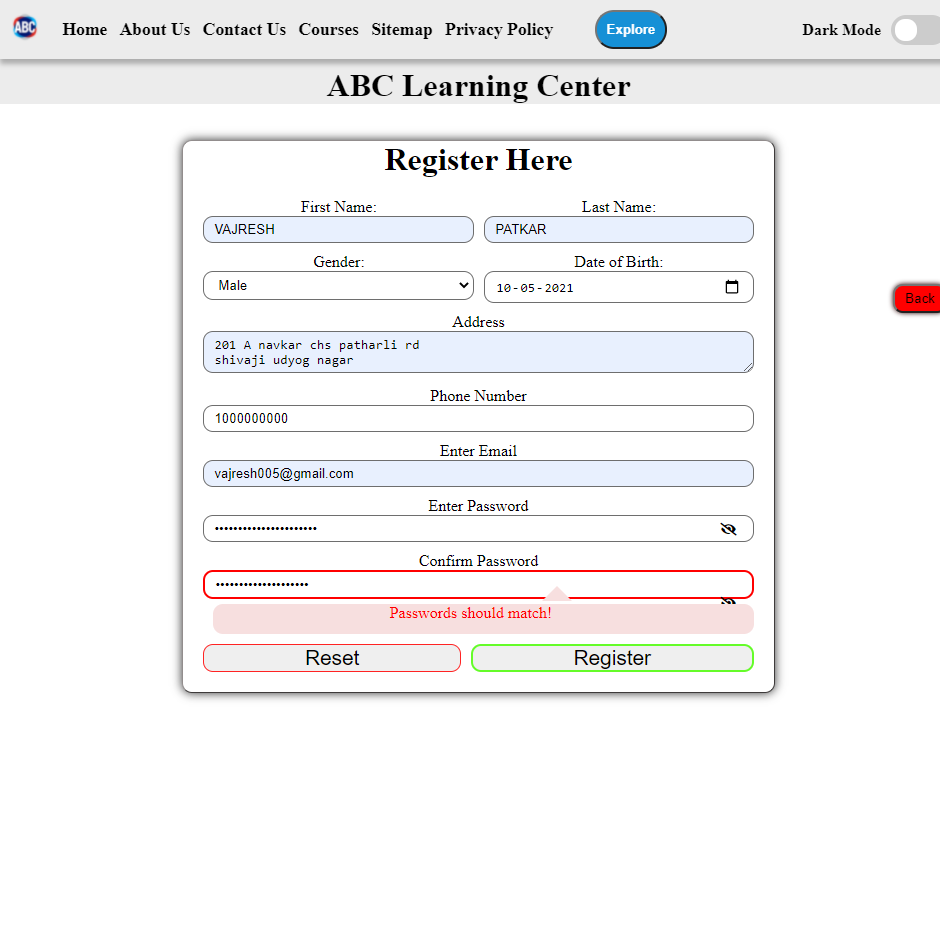 ABC
Home About Us Contact Us Courses Sitemap Privacy Policy Explore Dark Mode
ABC Learning Center
Register Here
First Name: Last Name:
VAJRESH PATKAR
Gender: Date of Birth:
Male 10-05-2021
Back
Address
201 A navkar chs patharli rd
shivaji udyog nagar
Phone Number
1000000000
Enter Email
vajresh005@gmail.com
Enter Password
••••••••••••••••••••••
Confirm Password
••••••••••••••••••••
Passwords should match!
Reset Register